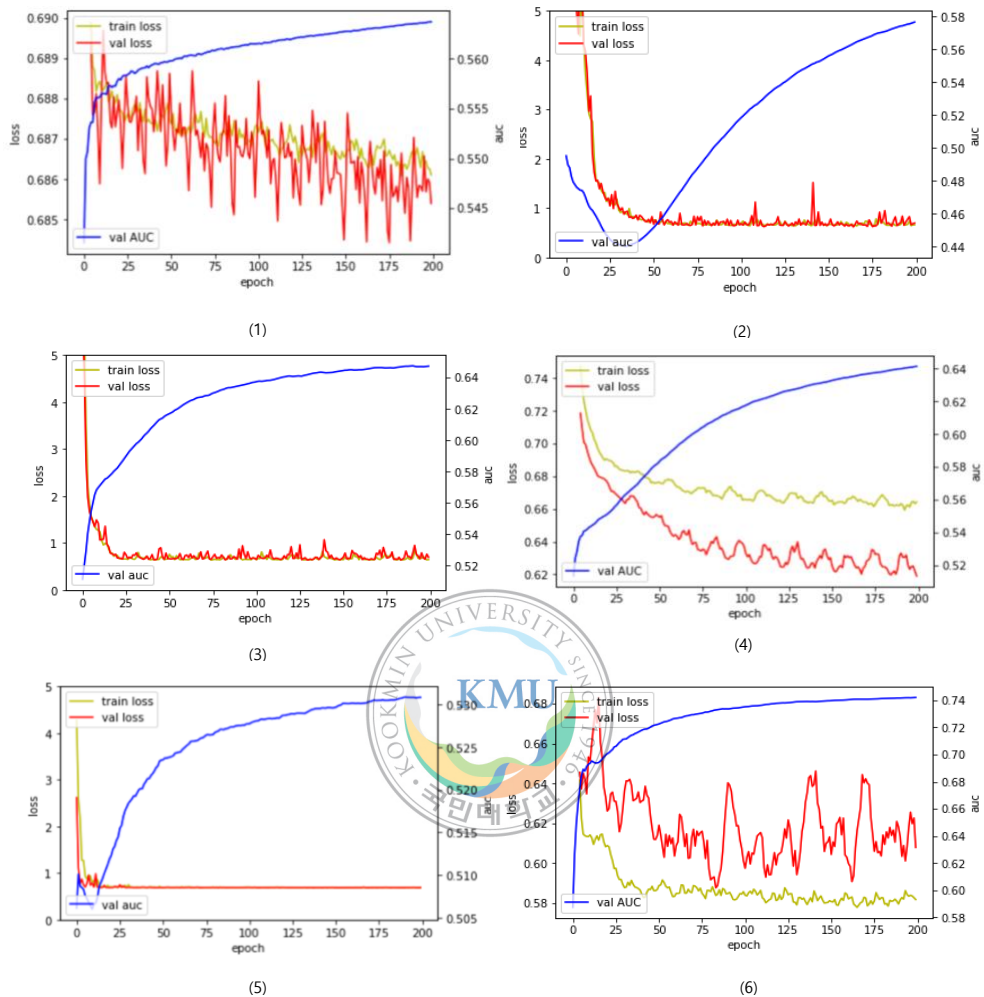 0.690
0.689
0.688
0.687
0.686
0.685
loss
train loss
val loss
val AUC
0.560
0.555
0.550
0.545
auc
0 25 50 75 100 125 150 175 200
epoch
(1)
5
4
3
2
1
0
loss
train loss
val loss
val auc
0.58
0.56
0.54
0.52
0.50
0.48
0.46
0.44
auc
0 25 50 75 100 125 150 175 200
epoch
(2)
5
4
3
2
1
0
loss
train loss
val loss
val auc
0.64
0.62
0.60
0.58
0.56
0.54
0.52
auc
0 25 50 75 100 125 150 175 200
epoch
(3)
0.74
0.72
0.70
0.68
0.66
0.64
0.62
loss
train loss
val loss
val AUC
0.64
0.62
0.60
0.58
0.56
0.54
0.52
auc
0 25 50 75 100 125 150 175 200
epoch
(4)
KOOKMIN UNIVERSITY SINCE 1946
KMU
5
4
3
2
1
0
loss
train loss
val loss
val auc
0.530
0.525
0.520
0.515
0.510
0.505
auc
0 25 50 75 100 125 150 175 200
epoch
(5)
0.68
0.66
0.64
0.62
0.60
0.58
loss
train loss
val loss
val AUC
0.74
0.72
0.70
0.68
0.66
0.64
0.62
0.60
0.58
auc
0 25 50 75 100 125 150 175 200
epoch
(6)